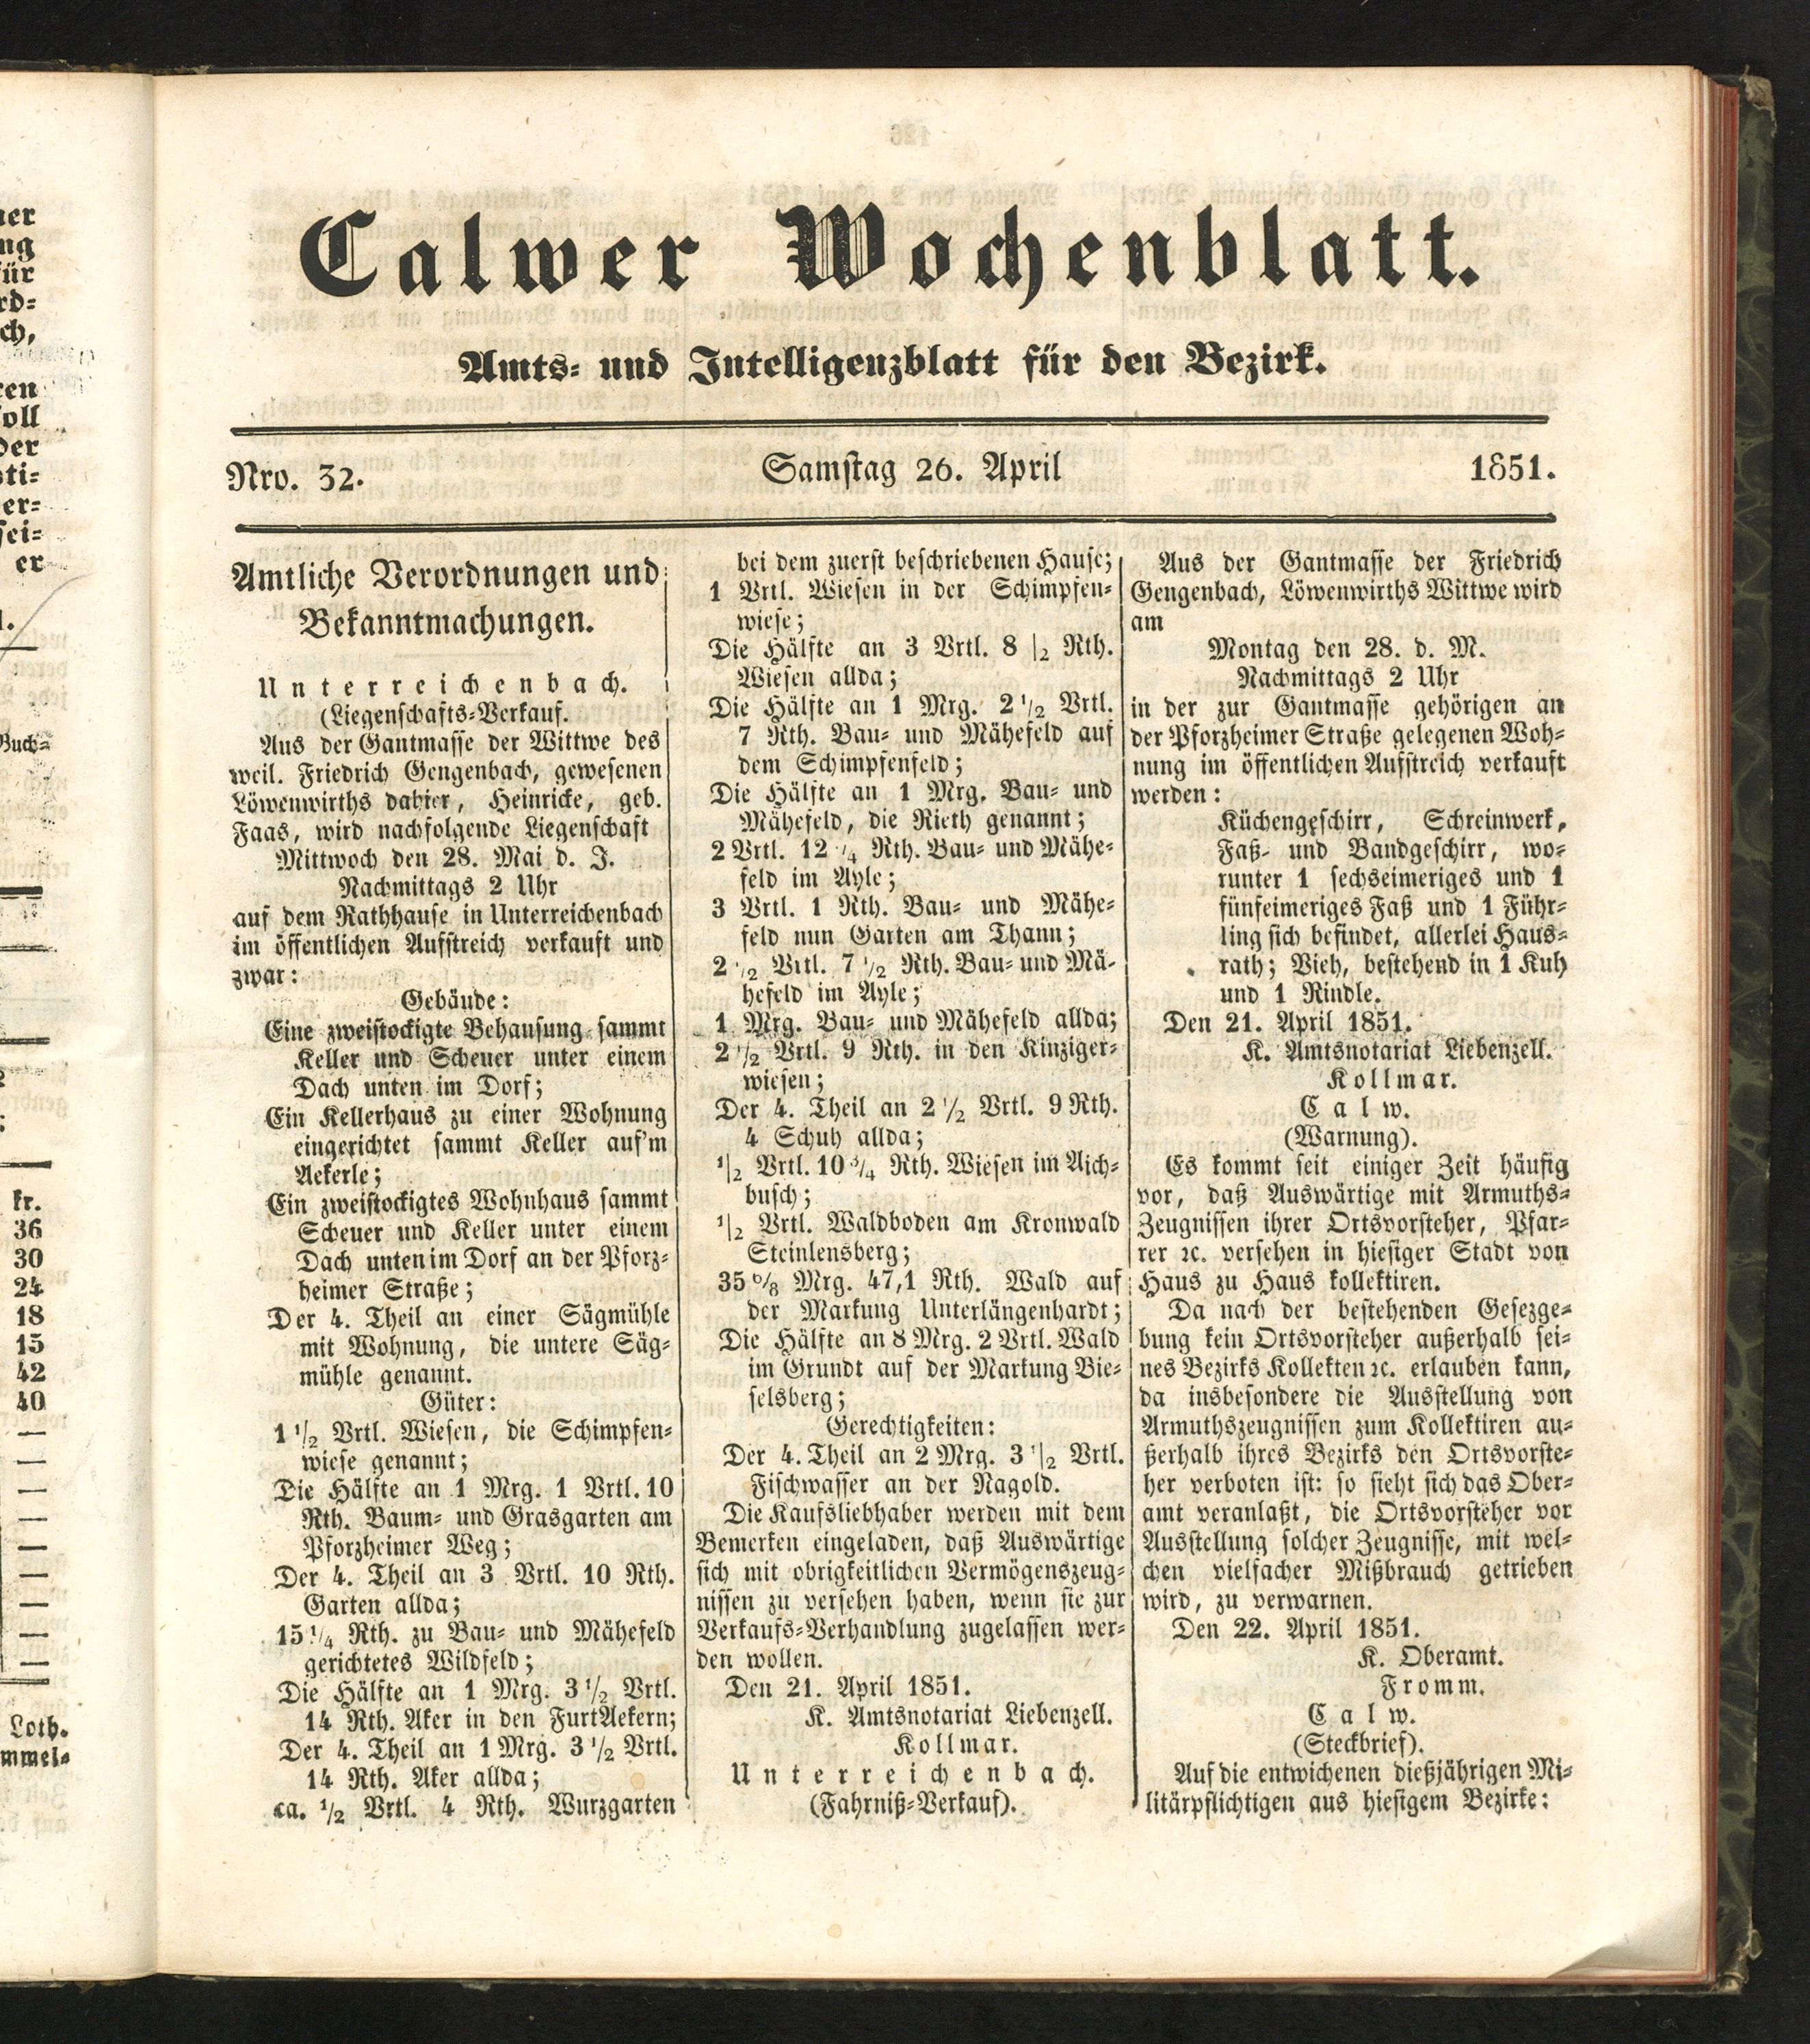 Calwer Wochenblatt.
Amts- und Intelligenzblatt für den Bezirk.
Nro. 32.
Samstag 26. April
1851.
Amtliche Verordnungen und
Bekanntmachungen.
Unterreichenbach.
(Liegenschafts-Verkauf.
Aus der Gantmasse der Wittwe des
weil. Friedrich Gengenbach, gewesenen
Löwenwirths dahier, Heinricke, geb.
Faas, wird nachfolgende Liegenschaft
Mittwoch den 28. Mai d. J.
Nachmittags 2 Uhr
auf dem Rathhause in Unterreichenbach
im öffentlichen Aufstreich verkauft und
zwar:
Gebäude:
Eine zweistockigte Behausung sammt
Keller und Scheuer unter einem
Dach unten im Dorf;
Ein Kellerhaus zu einer Wohnung
eingerichtet sammt Keller auf'm
Aekerle;
Ein zweistockigtes Wohnhaus sammt
Scheuer und Keller unter einem
Dach unten im Dorf an der Pforz-
heimer Straße;
Der 4. Theil an einer Sägmühle
mit Wohnung, die untere Säg-
mühle genannt.
Güter:
1 1/2 Vrtl. Wiesen, die Schimpfen-
wiese genannt;
Die Hälfte an 1 Mrg. 1 Vrtl. 10
Rth. Baum- und Grasgarten am
Pforzheimer Weg;
Der 4. Theil an 3 Vrtl. 10 Rth.
Garten allda;
15 1/4 Rth. zu Bau- und Mähefeld
gerichtetes Wildfeld;
Die Hälfte an 1 Mrg. 3 1/2 Vrtl.
14 Rth. Aker in den FurtAekern;
Der 4. Theil an 1 Mrg. 3 1/2 Vrtl.
14 Rth. Aker allda;
ca. 1/2 Vrtl. 4 Rth. Wurzgarten
bei dem zuerst beschriebenen Hause;
1 Vrtl. Wiesen in der Schimpfen-
wiese;
Die Hälfte an 3 Vrtl. 8 1/2 Rth.
Wiesen allda;
Die Hälfte an 1 Mrg. 2 1/2 Vrtl.
7 Rth. Bau- und Mähefeld auf
dem Schimpfenfeld;
Die Hälfte an 1 Mrg. Bau- und
Mähefeld, die Rieth genannt;
2 Vrtl. 12 1/4 Rth. Bau- und Mähe-
feld im Ayle;
3 Vrtl. 1 Rth. Bau- und Mähe-
feld nun Garten am Thann;
2 1/2 Vrtl. 7 1/2 Rth. Bau- und Mä-
hefeld im Ayle;
1 Mrg. Bau- und Mähefeld allda;
2 1/2 Vrtl. 9 Rth. in den Kinziger-
wiesen;
Der 4. Theil an 2 1/2 Vrtl. 9 Rth.
4 Schuh allda;
1/2 Vrtl. 10 3/4 Rth. Wiesen im Aich-
busch;
1/2 Vrtl. Waldboden am Kronwald
Steinlensberg;
35 Mrg. 47,1 Rth. Wald auf
der Markung Unterlängenhardt;
Die Hälfte an 8 Mrg. 2 Vrtl. Wald
im Grundt auf der Markung Bie-
selsberg;
Gerechtigkeiten:
Der 4. Theil an 2 Mrg. 3 1/2 Vrtl.
Fischwasser an der Nagold.
Die Kaufsliebhaber werden mit dem
Bemerken eingeladen, daß Auswärtige
sich mit obrigkeitlichen Vermögenszeug-
nissen zu versehen haben, wenn sie zur
Verkaufs-Verhandlung zugelassen wer-
den wollen.
Den 21. April 1851.
K. Amtsnotariat Liebenzell.
Kollmar.
Unterreichenbach.
(Fahrniß-Verkauf).
Aus der Gantmasse der Friedrich
Gengenbach, Löwenwirths Wittwe wird
am
Montag den 28. d. M.
Nachmittags 2 Uhr
in der zur Gantmasse gehörigen an
der Pforzheimer Straße gelegenen Woh-
nung im öffentlichen Aufstreich verkauft
werden:
Küchengeschirr, Schreinwerk,
Faß- und Bandgeschirr, wo-
runter 1 sechseimeriges und 1
fünfeimeriges Faß und 1 Führ-
ling sich befindet, allerlei Haus-
rath; Vieh, bestehend in 1 Kuh
und 1 Rindle.
Den 21. April 1851.
K. Amtsnotariat Liebenzell.
Kollmar.
Calw.
(Warnung).
Es kommt seit einiger Zeit häufig
vor, daß Auswärtige mit Armuths-
Zeugnissen ihrer Ortsvorsteher, Pfar-
rer ꝛc. versehen in hiesiger Stadt von
Haus zu Haus kollektiren.
Da nach der bestehenden Gesezge-
bung kein Ortsvorsteher außerhalb sei-
nes Bezirks Kollekten ꝛc. erlauben kann,
da insbesondere die Ausstellung von
Armuthszeugnissen zum Kollektiren au-
ßerhalb ihres Bezirks den Ortsvorste-
her verboten ist: so sieht sich das Ober-
amt veranlaßt, die Ortsvorsteher vor
Ausstellung solcher Zeugnisse, mit wel-
chen vielfacher Mißbrauch getrieben
wird, zu verwarnen.
Den 22. April 1851.
K. Oberamt.
Fromm.
Calw.
(Steckbrief).
Auf die entwichenen dießjährigen Mi-
litärpflichtigen aus hiesigem Bezirke: